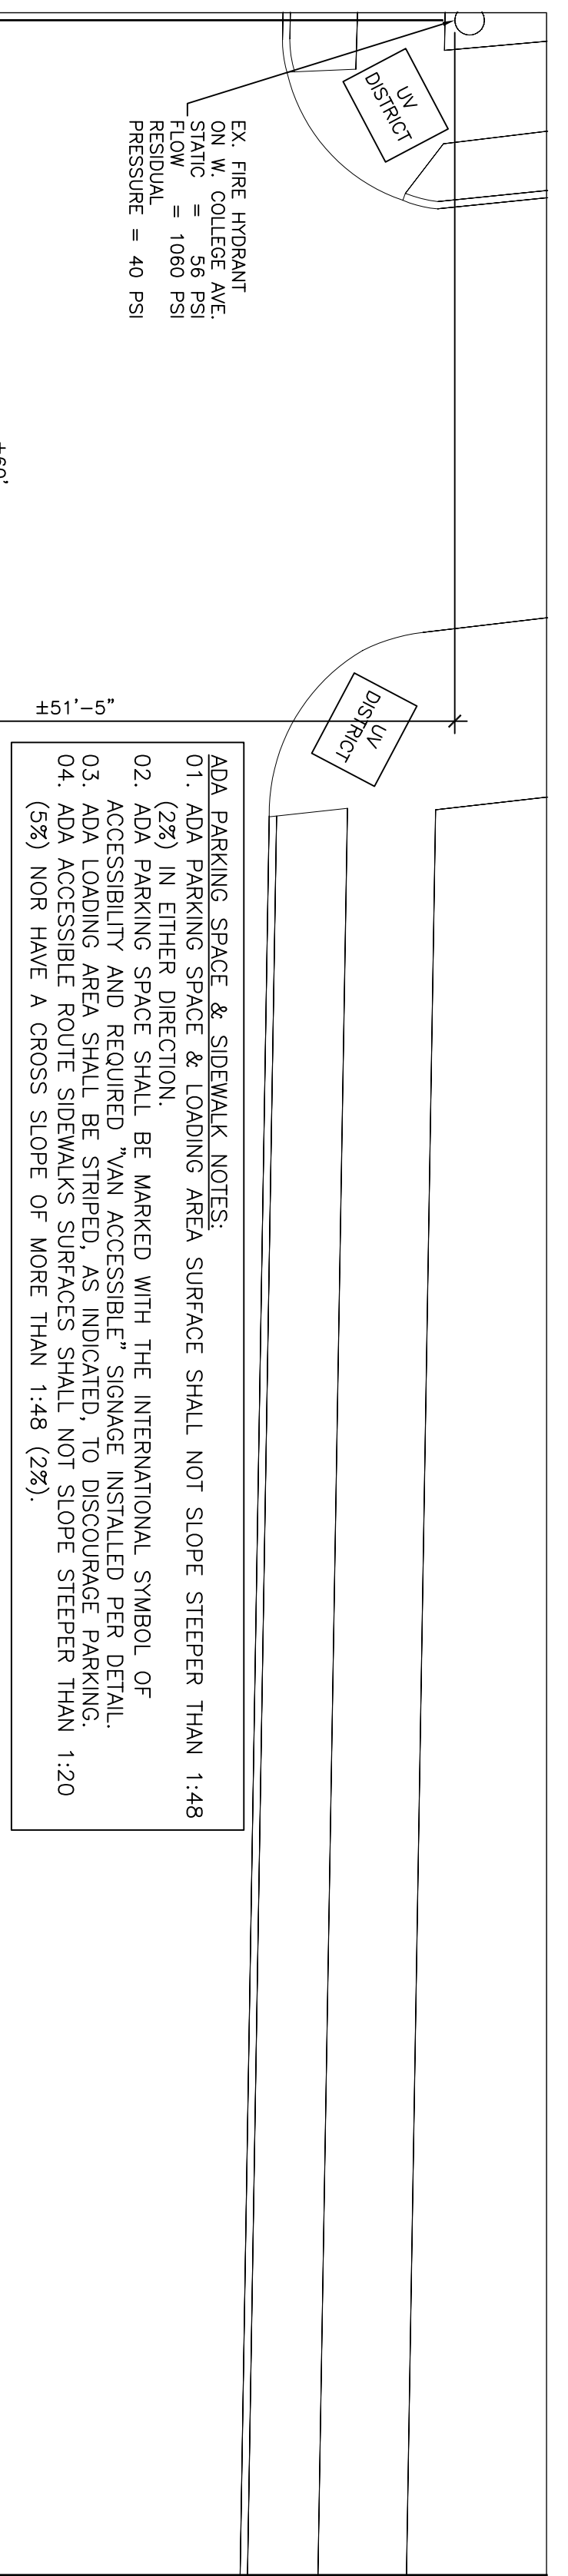 UV
DISTRICT
EX. FIRE HYDRANT
ON W. COLLEGE AVE.
STATIC = 56 PSI
FLOW = 1060 PSI
RESIDUAL
PRESSURE = 40 PSI
UV
DISTRICT
±51'-5"
ADA PARKING SPACE & SIDEWALK NOTES:
01. ADA PARKING SPACE & LOADING AREA SURFACE SHALL NOT SLOPE STEEPER THAN 1:48
(2%) IN EITHER DIRECTION.
02. ADA PARKING SPACE SHALL BE MARKED WITH THE INTERNATIONAL SYMBOL OF
ACCESSIBILITY AND REQUIRED "VAN ACCESSIBLE" SIGNAGE INSTALLED PER DETAIL.
03. ADA LOADING AREA SHALL BE STRIPED, AS INDICATED, TO DISCOURAGE PARKING.
04. ADA ACCESSIBLE ROUTE SIDEWALKS SURFACES SHALL NOT SLOPE STEEPER THAN 1:20
(5%) NOR HAVE A CROSS SLOPE OF MORE THAN 1:48 (2%).